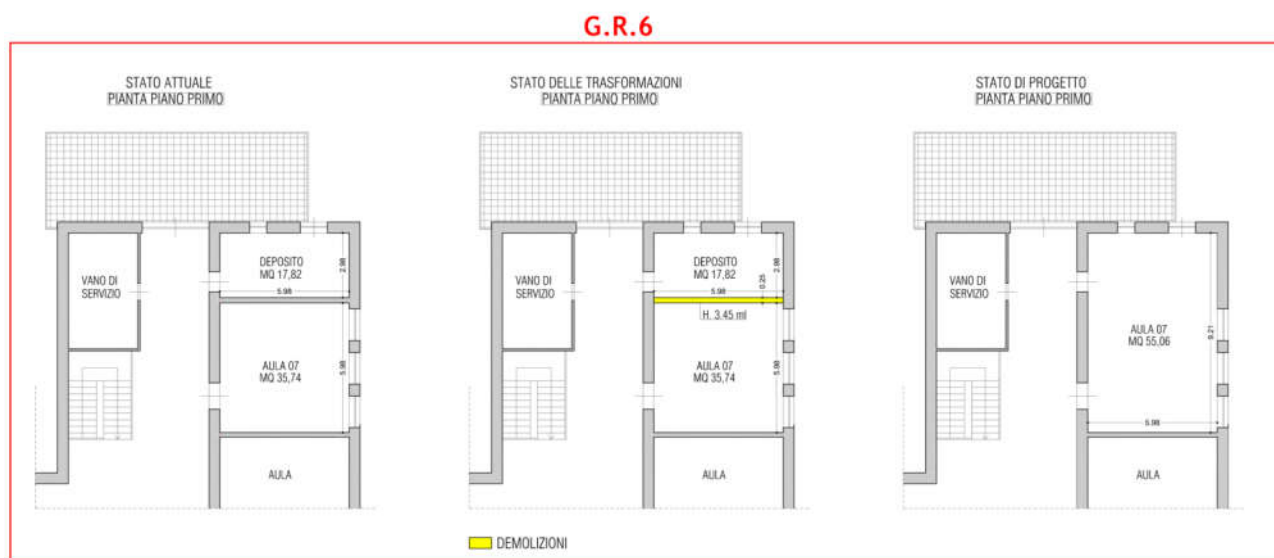 G.R.6
STATO ATTUALE
PIANTA PIANO PRIMO
VANO DI
SERVIZIO
DEPOSITO
MQ 17,82
5.98
2.98
AULA 07
MQ 35,74
5.98
AULA
STATO DELLE TRASFORMAZIONI
PIANTA PIANO PRIMO
VANO DI
SERVIZIO
DEPOSITO
MQ 17,82
5.98
0.25
2.98
H. 3.45 ml
AULA 07
MQ 35,74
5.98
AULA
DEMOLIZIONI
STATO DI PROGETTO
PIANTA PIANO PRIMO
VANO DI
SERVIZIO
AULA 07
MQ 55,06
9.21
5.98
AULA